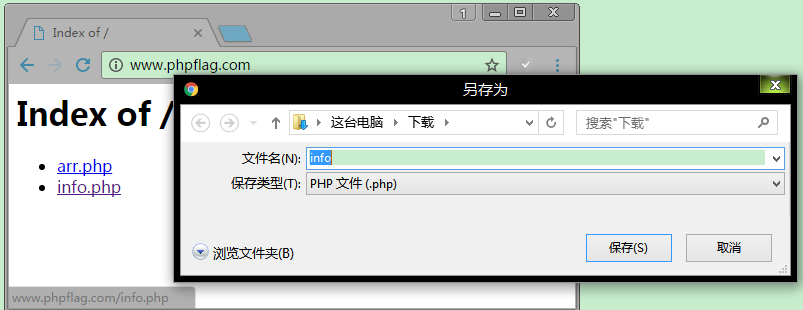 1
Index of /
www.phpflag.com
Index of /
arr.php
info.php
www.phpflag.com/info.php
另存为
这台电脑 下载
搜索"下载"
文件名(N): info
保存类型(T): PHP 文件 (.php)
浏览文件夹(B) 保存(S) 取消